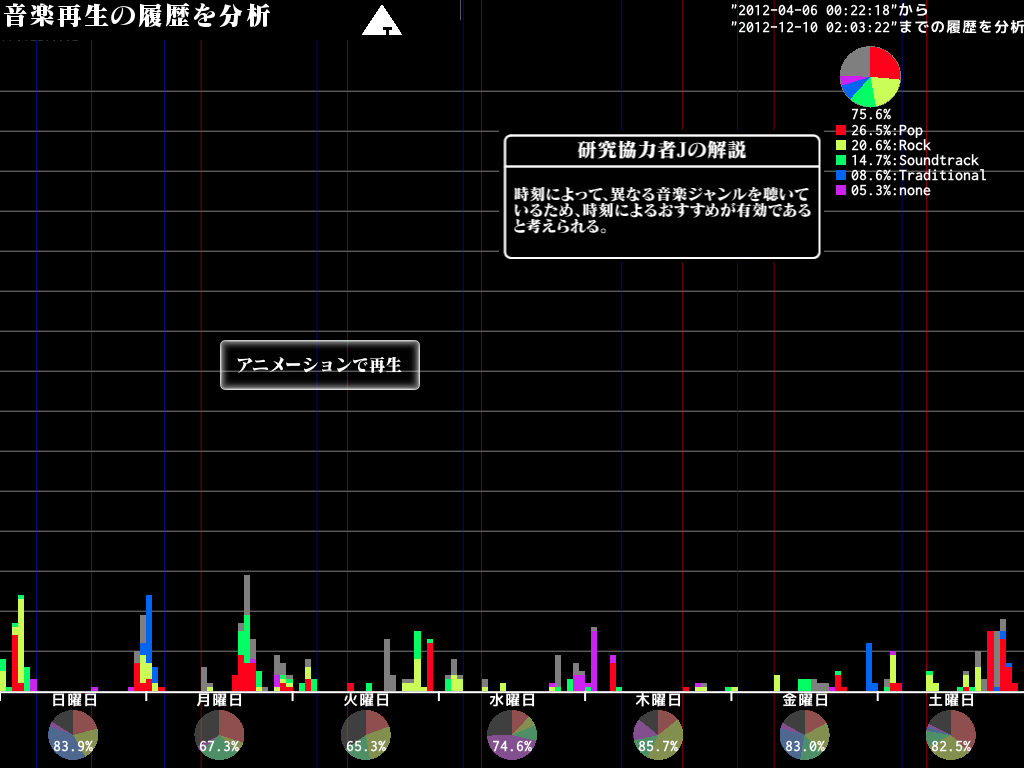 音楽再生の履歴を分析
"2012-04-06 00:22:18"から
"2012-12-10 02:03:22"までの履歴を分析
75.6%
26.5%:Pop
20.6%:Rock
14.7%:Soundtrack
08.6%:Traditional
05.3%:none
研究協力者Jの解説
時刻によって、異なる音楽ジャンルを聴いて
いるため、時刻によるおすすめが有効である
と考えられる。
アニメーションで再生
日曜日 月曜日 火曜日 水曜日 木曜日 金曜日 土曜日
83.9% 67.3% 65.3% 74.6% 85.7% 83.0% 82.5%